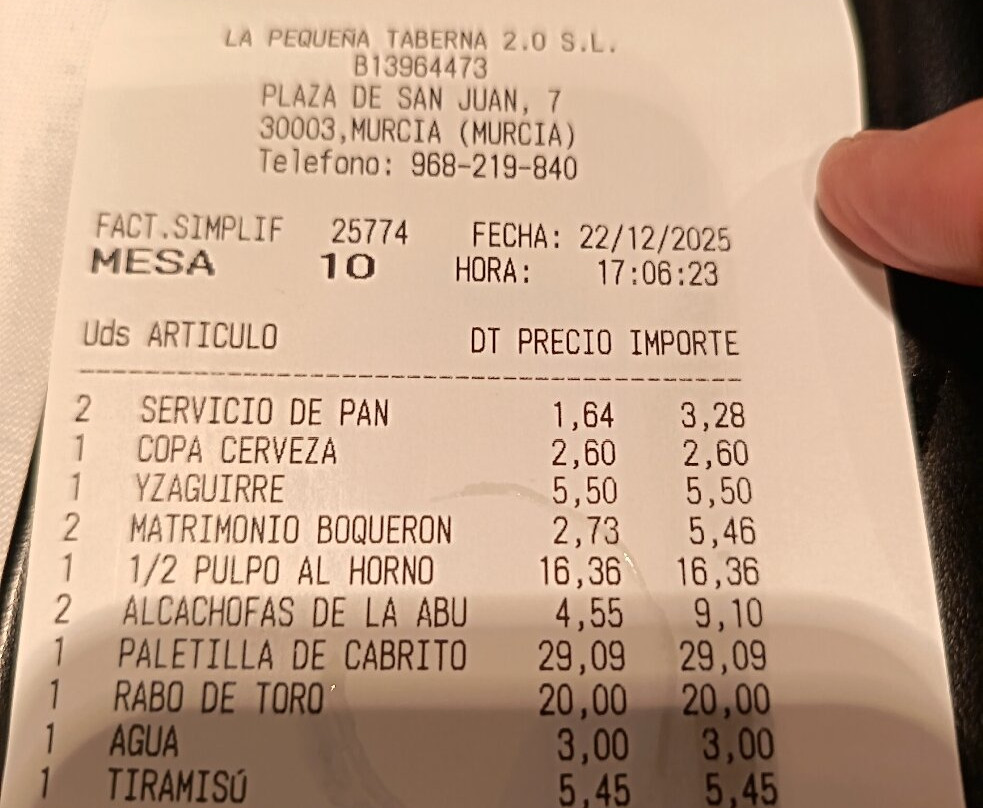 LA PEQUEÑA TABERNA 2.0 S.L.
B13964473
PLAZA DE SAN JUAN, 7
30003,MURCIA (MURCIA)
Telefono: 968-219-840
FACT.SIMPLIF 25774 FECHA: 22/12/2025
MESA 10 HORA: 17:06:23
Uds ARTICULO DT PRECIO IMPORTE
2 SERVICIO DE PAN 1,64 3,28
1 COPA CERVEZA 2,60 2,60
1 YZAGUIRRE 5,50 5,50
2 MATRIMONIO BOQUERON 2,73 5,46
1 1/2 PULPO AL HORNO 16,36 16,36
2 ALCACHOFAS DE LA ABU 4,55 9,10
1 PALETILLA DE CABRITO 29,09 29,09
1 RABO DE TORO 20,00 20,00
1 AGUA 3,00 3,00
1 TIRAMISÚ 5,45 5,45